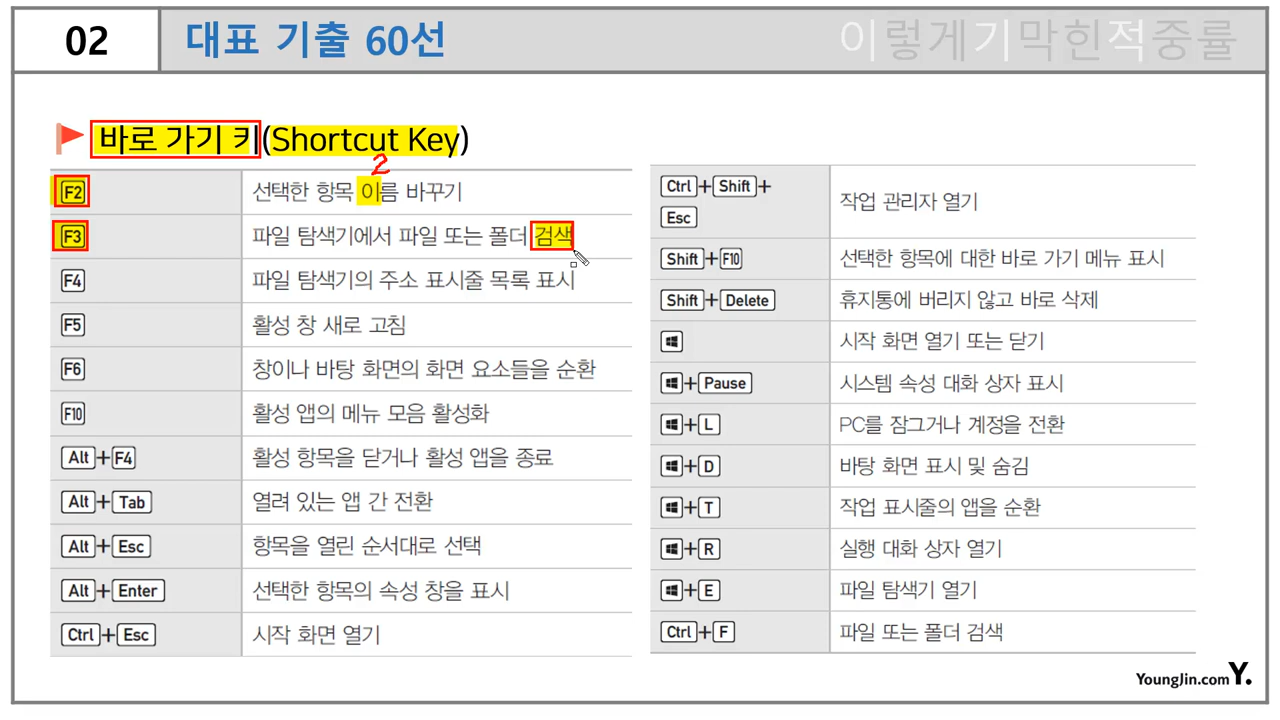 02
대표 기출 60선
이렇게기막힌적중률
바로 가기 키(Shortcut Key)
2
F2 선택한 항목 이름 바꾸기
F3 파일 탐색기에서 파일 또는 폴더 검색
F4 파일 탐색기의 주소 표시줄 목록 표시
F5 활성 창 새로 고침
F6 창이나 바탕 화면의 화면 요소들을 순환
F10 활성 앱의 메뉴 모음 활성화
Alt+F4 활성 항목을 닫거나 활성 앱을 종료
Alt+Tab 열려 있는 앱 간 전환
Alt+Esc 항목을 열린 순서대로 선택
Alt+Enter 선택한 항목의 속성 창을 표시
Ctrl+Esc 시작 화면 열기
Ctrl+Shift+
Esc 작업 관리자 열기
Shift+F10 선택한 항목에 대한 바로 가기 메뉴 표시
Shift+Delete 휴지통에 버리지 않고 바로 삭제
시작 화면 열기 또는 닫기
+Pause 시스템 속성 대화 상자 표시
+L PC를 잠그거나 계정을 전환
+D 바탕 화면 표시 및 숨김
+T 작업 표시줄의 앱을 순환
+R 실행 대화 상자 열기
+E 파일 탐색기 열기
Ctrl+F 파일 또는 폴더 검색
YoungJin.com Y.